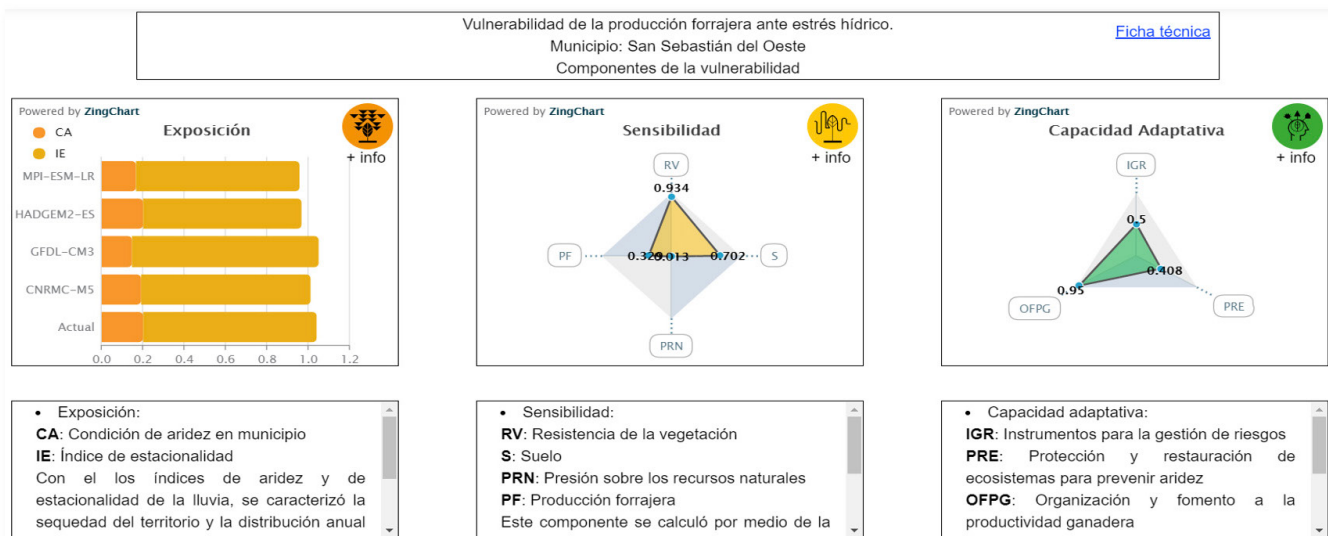 Vulnerabilidad de la producción forrajera ante estrés hídrico.
Municipio: San Sebastián del Oeste
Componentes de la vulnerabilidad
Ficha técnica
Powered by ZingChart
Exposición
CA
IE
+ info
MPI-ESM-LR
HADGEM2-ES
GFDL-CM3
CNRMC-M5
Actual
0.0 0.2 0.4 0.6 0.8 1.0 1.2
Powered by ZingChart
Sensibilidad
+ info
RV
0.934
PF
0.013
0.702
S
PRN
Powered by ZingChart
Capacidad Adaptativa
+ info
IGR
0.5
0.408
0.95
OFPG
PRE
• Exposición:
CA: Condición de aridez en municipio
IE: Índice de estacionalidad
Con el los índices de aridez y de
estacionalidad de la lluvia, se caracterizó la
sequedad del territorio y la distribución anual
• Sensibilidad:
RV: Resistencia de la vegetación
S: Suelo
PRN: Presión sobre los recursos naturales
PF: Producción forrajera
Este componente se calculó por medio de la
• Capacidad adaptativa:
IGR: Instrumentos para la gestión de riesgos
PRE: Protección y restauración de
ecosistemas para prevenir aridez
OFPG: Organización y fomento a la
productividad ganadera